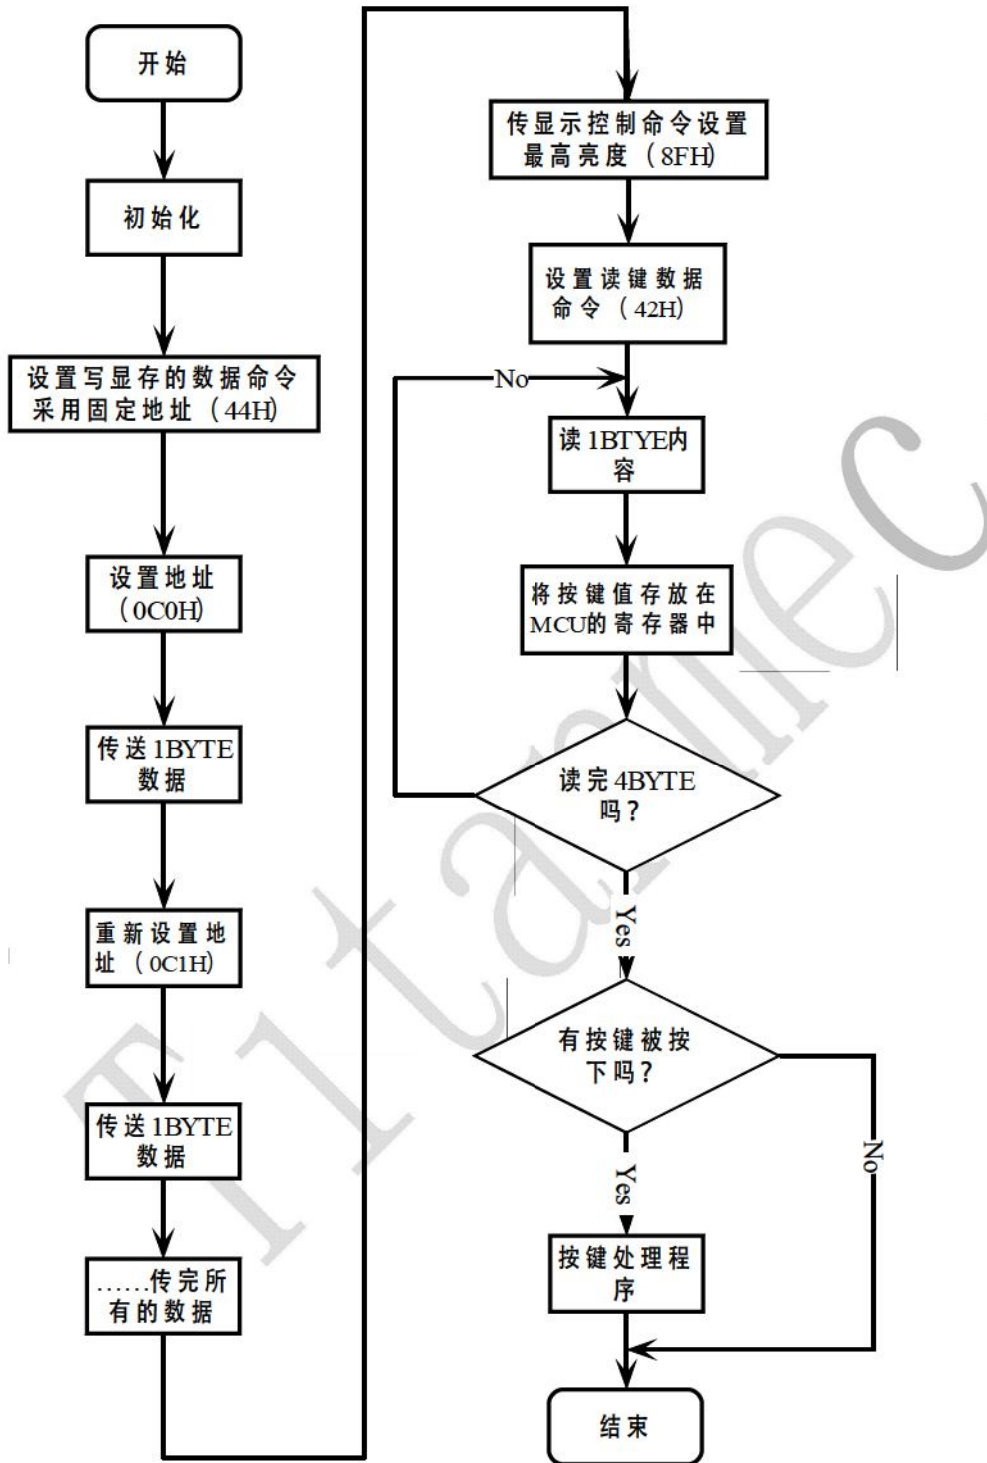 开始
初始化
设置写显存的数据命令
采用固定地址（44H）
设置地址
（0C0H）
传送1BYTE
数据
重新设置地
址（0C1H）
传送1BYTE
数据
……传完所
有的数据
传显示控制命令设置
最高亮度（8FH）
设置读键数据
命令（42H）
No
读1BTYE内
容
将按键值存放在
MCU的寄存器中
读完4BYTE
吗？
Yes
有按键被按
下吗？
No
Yes
按键处理程
序
结束
Titanmec